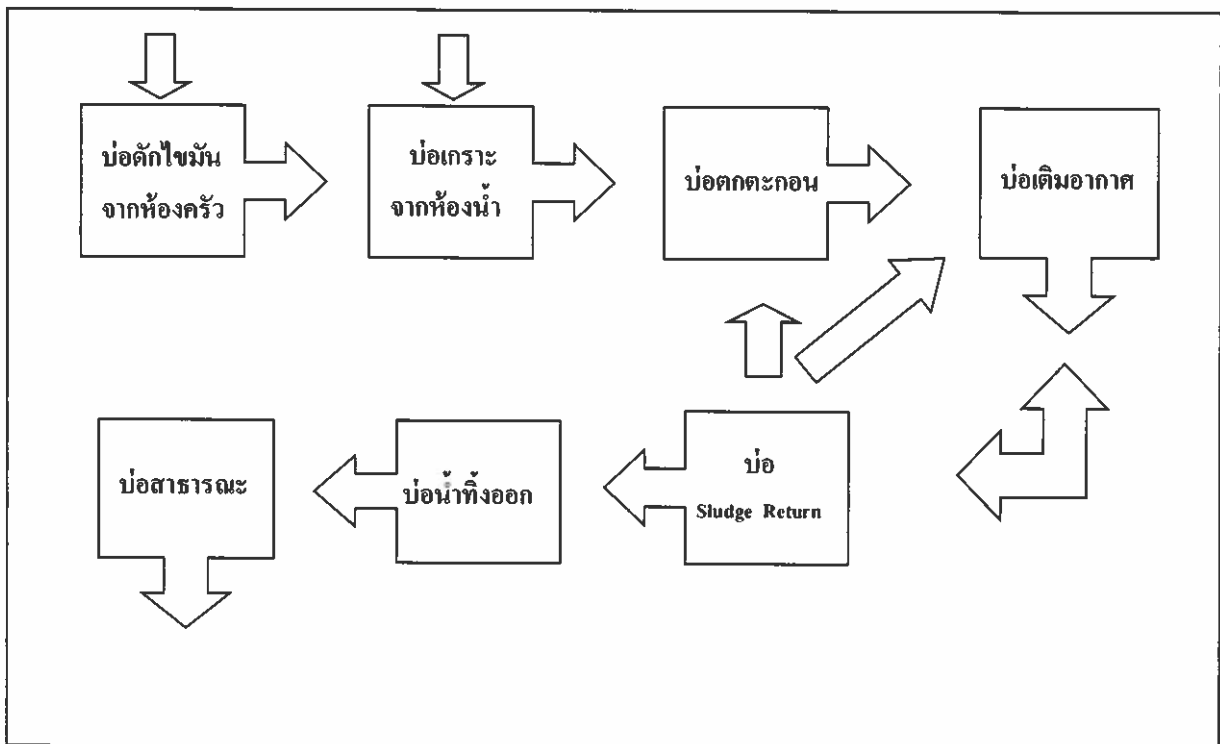 บ่อดักไขมัน
จากห้องครัว
บ่อเกราะ
จากห้องน้ำ
บ่อตกตะกอน
บ่อเติมอากาศ
บ่อสาธารณะ
บ่อน้ำทิ้งออก
บ่อ
Sludge Return